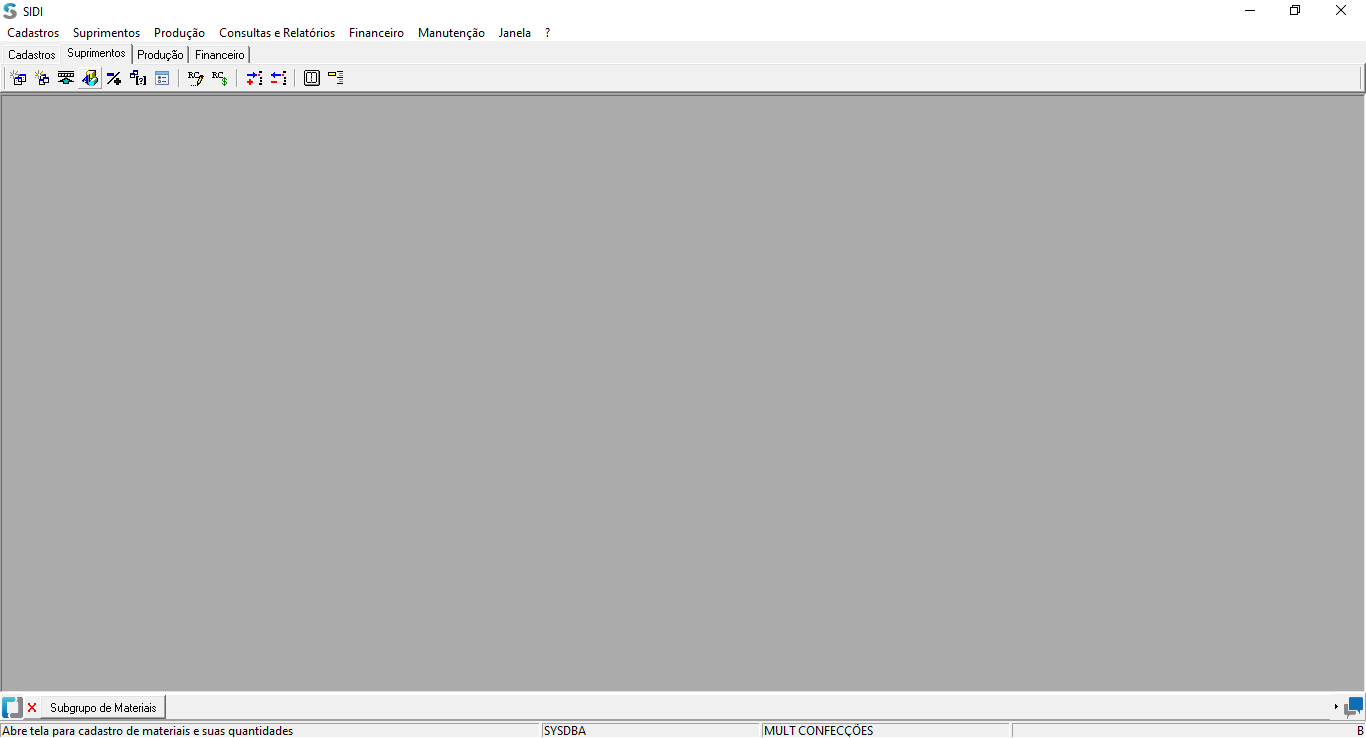 SIDI
Cadastros Suprimentos Produção Consultas e Relatórios Financeiro Manutenção Janela ?
Cadastros Suprimentos Produção Financeiro
RC RC $ [?]
Subgrupo de Materiais
Abre tela para cadastro de materiais e suas quantidades SYSDBA MULT CONFECÇÕES B